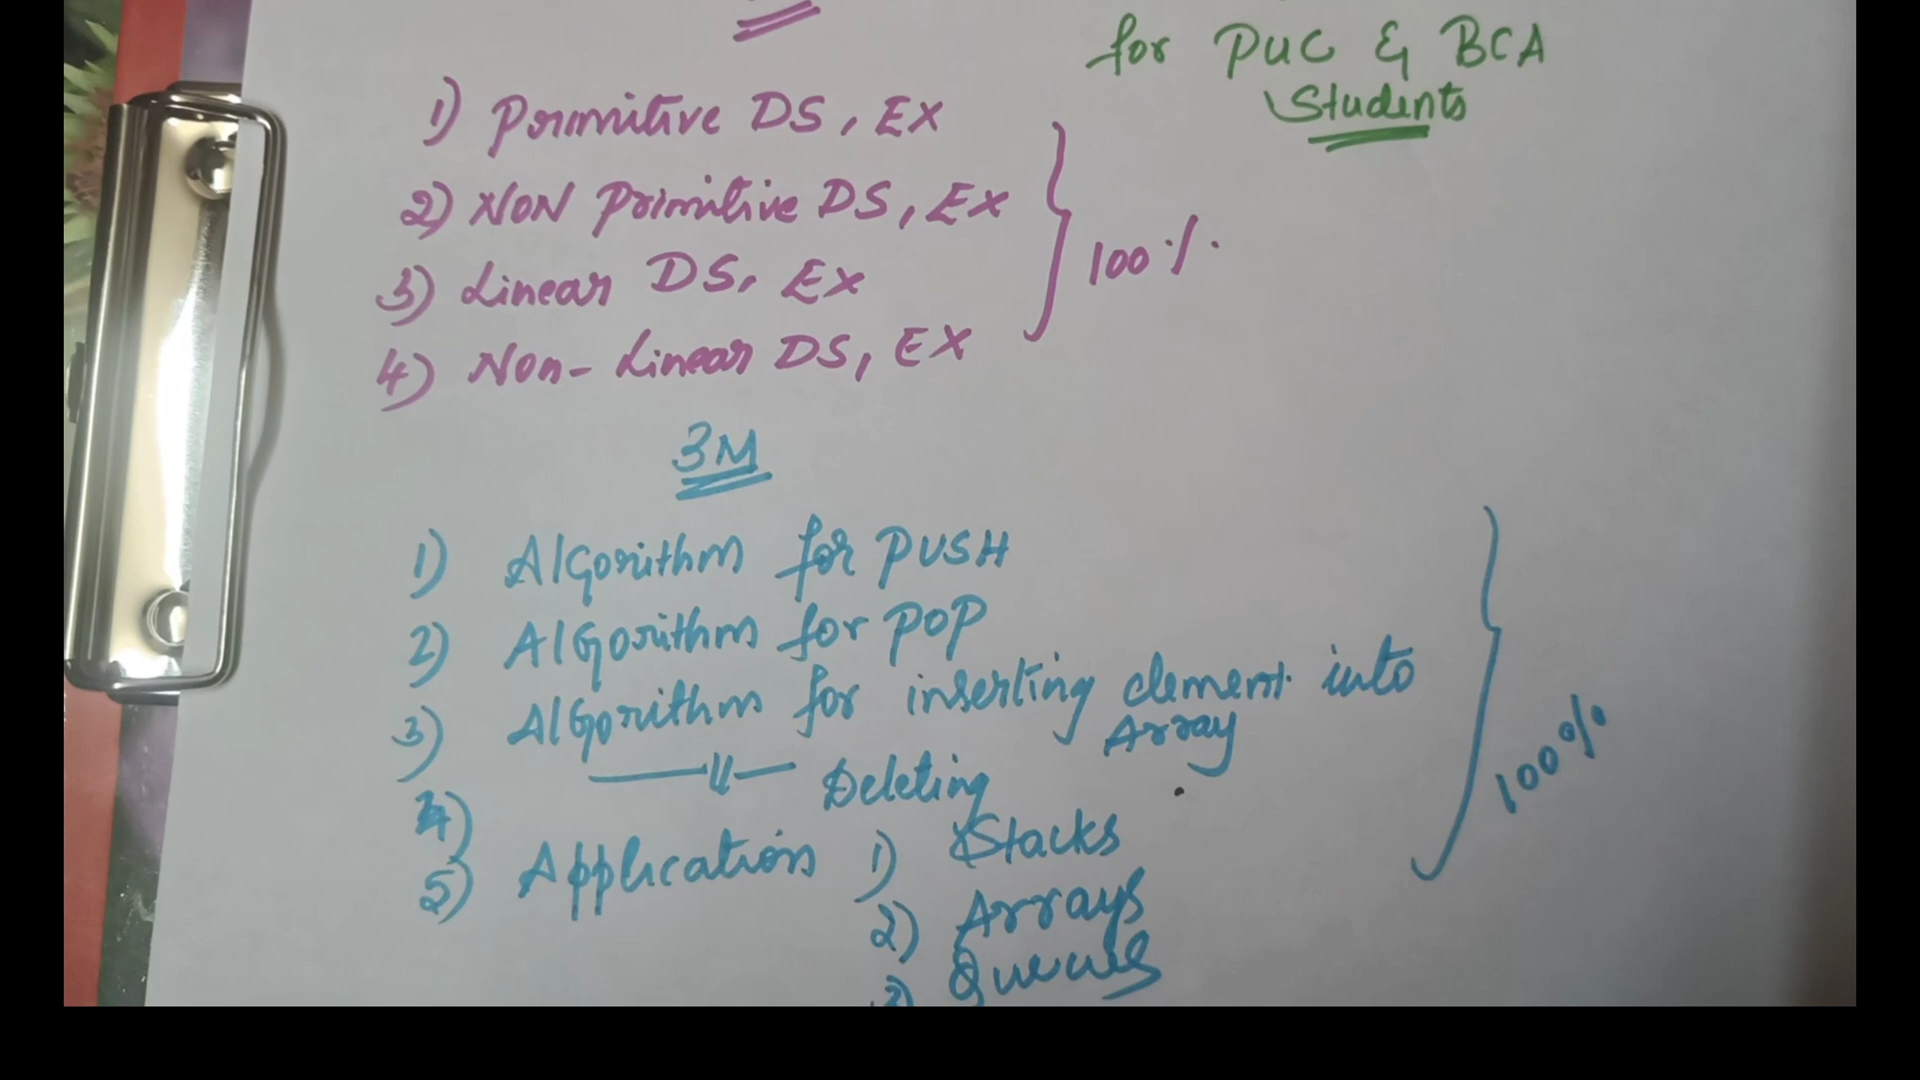 for PUC & BCA
Students
1) Primitive DS, EX
2) NON Primitive DS, EX
3) Linear DS, EX
4) Non-Linear DS, EX
100%
3M
1) Algorithm for PUSH
2) Algorithm for POP
3) Algorithm for inserting element into
Array
4) —〃— Deleting
5) Application 1) Stacks
2) Arrays
3) Queues
100%